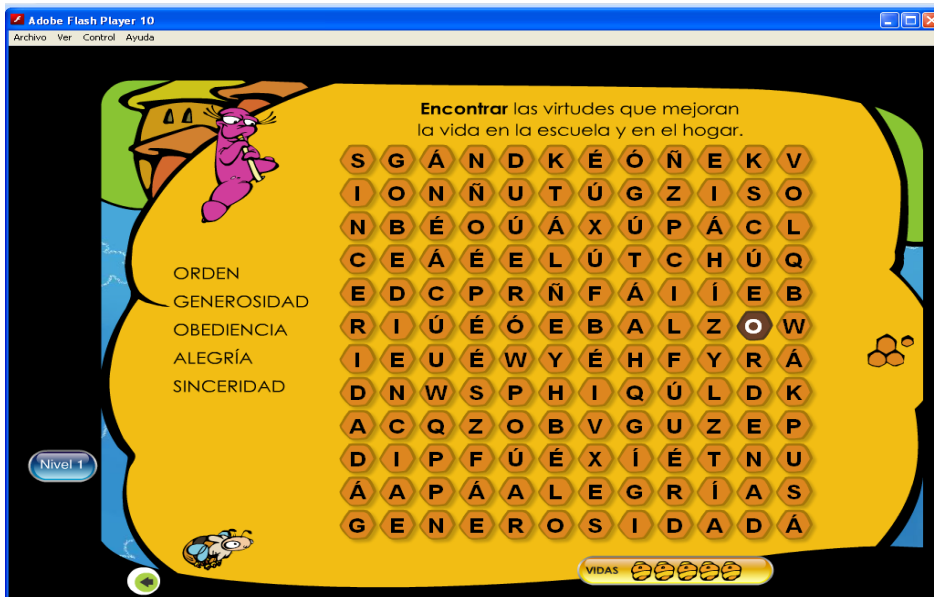 Adobe Flash Player 10
Archivo Ver Control Ayuda
Encontrar las virtudes que mejoran
la vida en la escuela y en el hogar.
ORDEN
GENEROSIDAD
OBEDIENCIA
ALEGRÍA
SINCERIDAD
S G Á N D K É Ó Ñ E K V
I O N Ñ U T Ú G Z I S O
N B É O Ú Á X Ú P Á C L
C E Á É E L Ú T C H Ú Q
E D C P R Ñ F Á I Í E B
R I Ú É Ó E B A L Z O W
I E U É W Y É H F Y R Á
D N W S P H I Q Ú L D K
A C Q Z O B V G U Z E P
D I P F Ú É X Í É T N U
Á A P Á A L E G R Í A S
G E N E R O S I D A D Á
Nivel 1
VIDAS